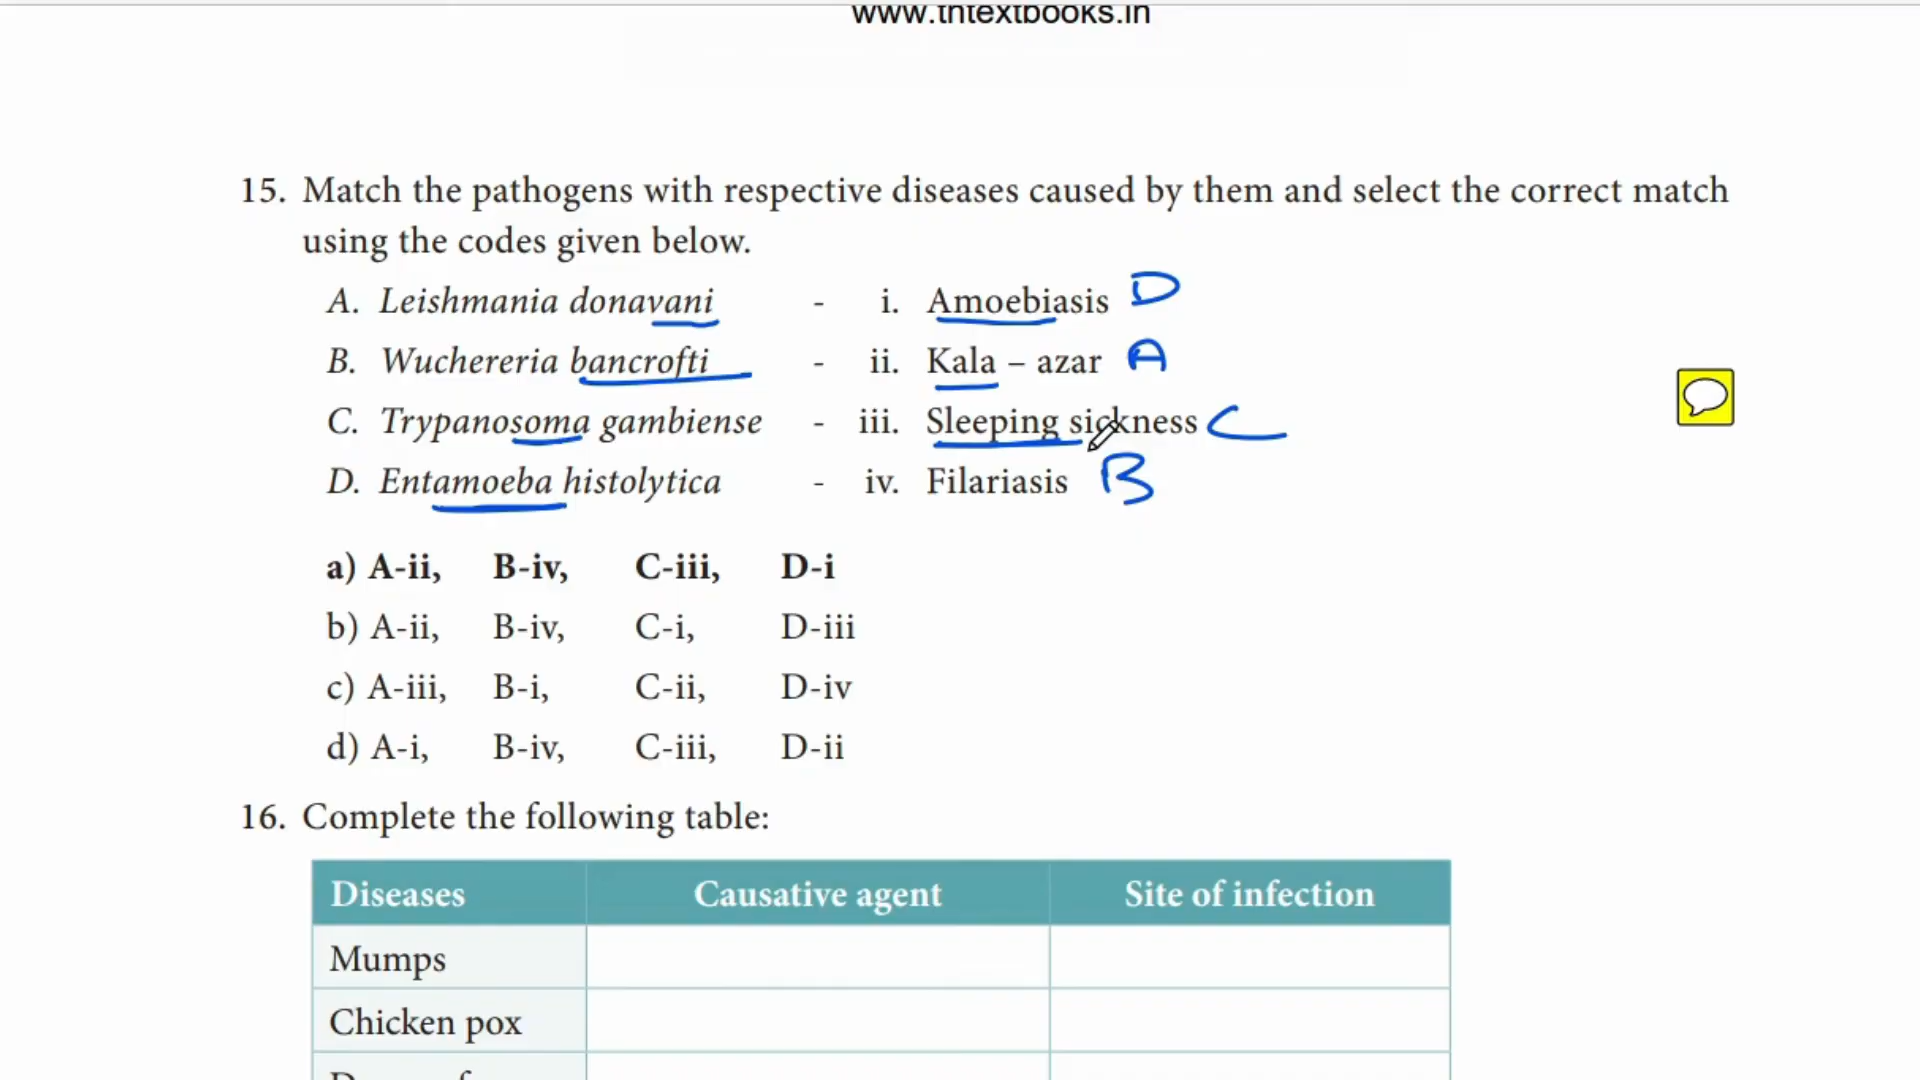 www.tntextbooks.in
15. Match the pathogens with respective diseases caused by them and select the correct match
using the codes given below.
A. Leishmania donavani - i. Amoebiasis D
B. Wuchereria bancrofti - ii. Kala – azar A
C. Trypanosoma gambiense - iii. Sleeping sickness C
D. Entamoeba histolytica - iv. Filariasis B
a) A-ii, B-iv, C-iii, D-i
b) A-ii, B-iv, C-i, D-iii
c) A-iii, B-i, C-ii, D-iv
d) A-i, B-iv, C-iii, D-ii
16. Complete the following table:
Diseases Causative agent Site of infection
Mumps
Chicken pox